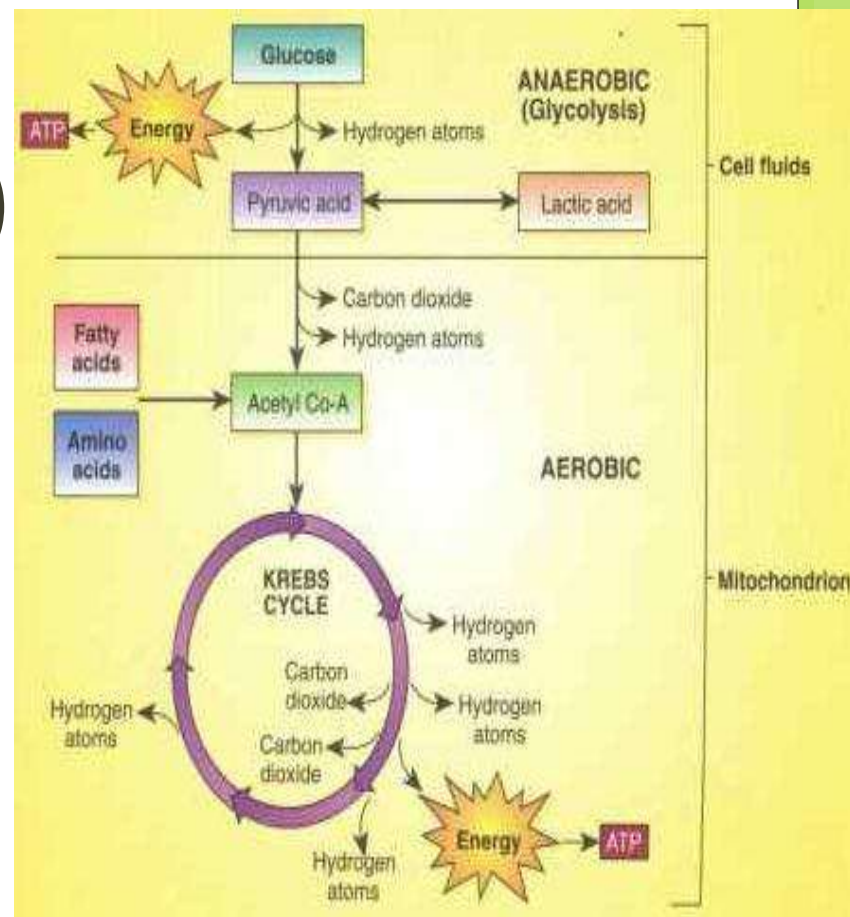 Glucose
ANAEROBIC
(Glycolysis)
ATP
Energy
Hydrogen atoms
Cell fluids
Pyruvic acid
Lactic acid
Carbon dioxide
Hydrogen atoms
Fatty
acids
Acetyl Co-A
Amino
acids
AEROBIC
KREBS
CYCLE
Mitochondrion
Hydrogen
atoms
Carbon
dioxide
Hydrogen
atoms
Hydrogen
atoms
Carbon
dioxide
Energy
ATP
Hydrogen
atoms